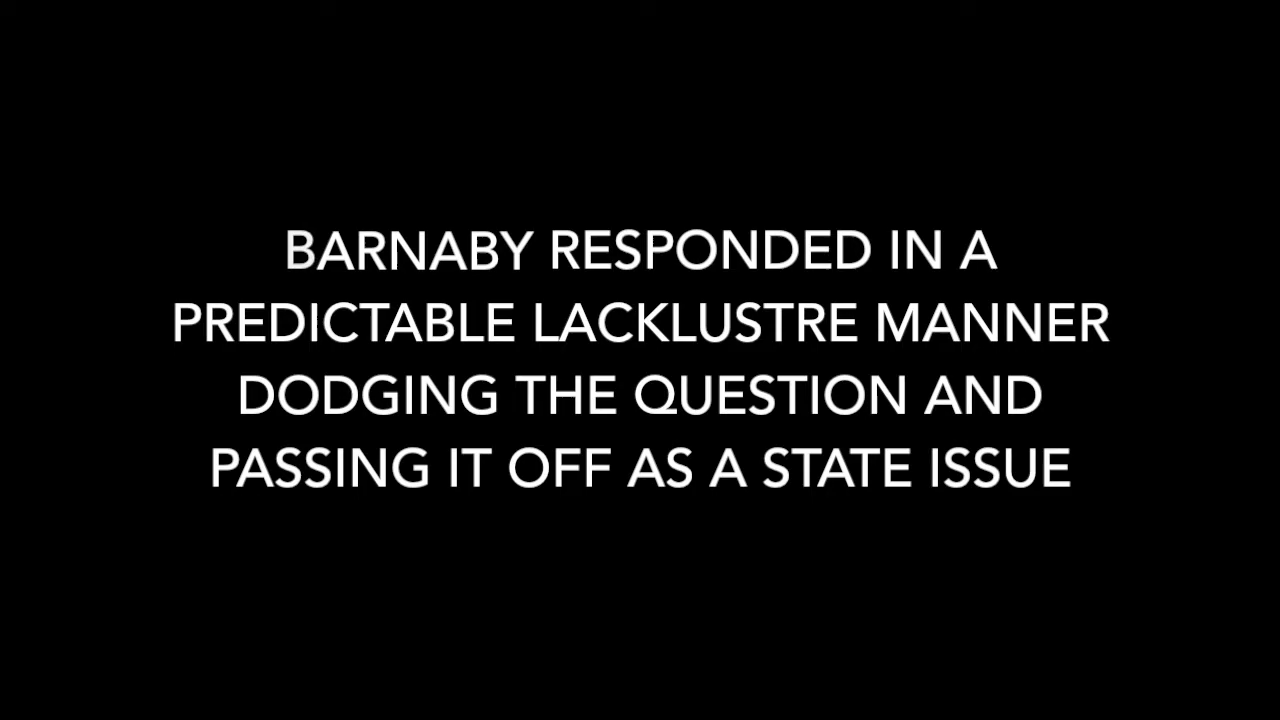 BARNABY RESPONDED IN A
PREDICTABLE LACKLUSTRE MANNER
DODGING THE QUESTION AND
PASSING IT OFF AS A STATE ISSUE